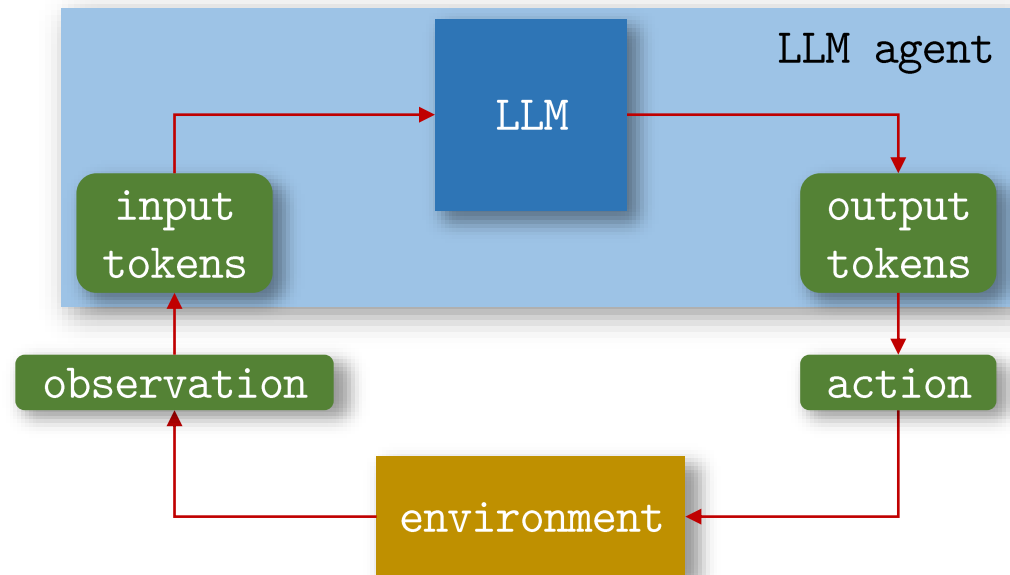 LLM agent
LLM
input
tokens
output
tokens
observation
action
environment